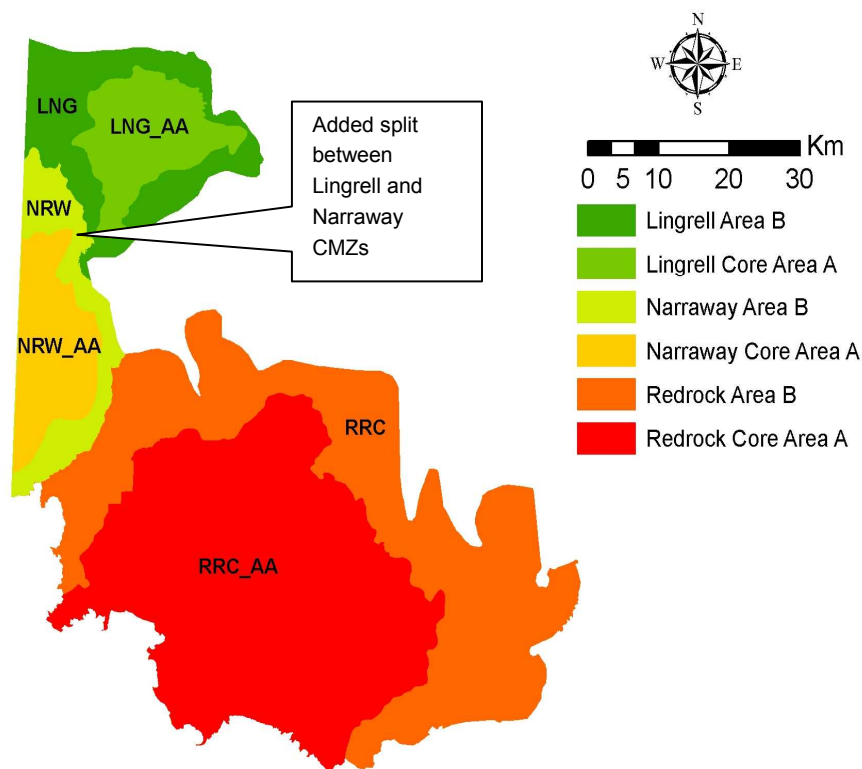 N
W E
S
LNG
LNG_AA
Added split
between
Lingrell and
Narraway
CMZs
Km
0 5 10 20 30
NRW
Lingrell Area B
Lingrell Core Area A
Narraway Area B
Narraway Core Area A
Redrock Area B
Redrock Core Area A
NRW_AA
RRC
RRC_AA